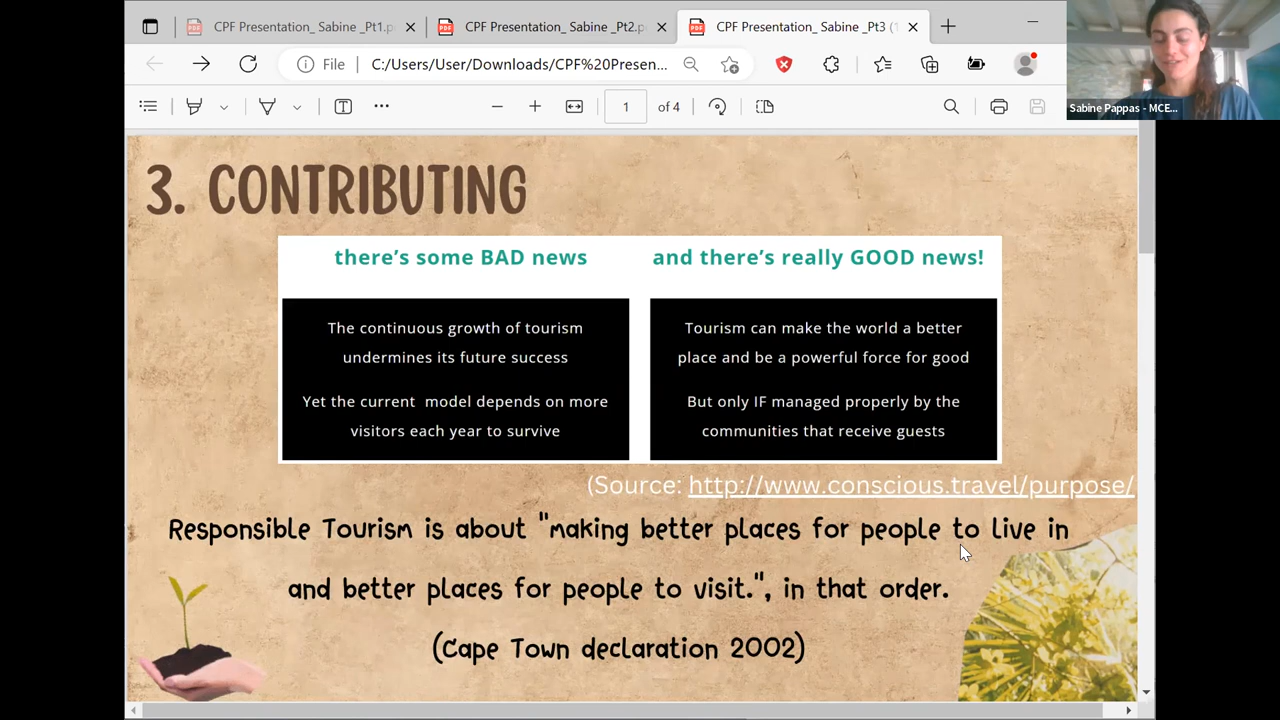 CPF Presentation_ Sabine _Pt1.p
CPF Presentation_ Sabine _Pt2.p
CPF Presentation_ Sabine _Pt3 (1
File
C:/Users/User/Downloads/CPF%20Presen...
1 of 4
Sabine Pappas - MCE...
3. CONTRIBUTING
there's some BAD news
The continuous growth of tourism
undermines its future success
Yet the current model depends on more
visitors each year to survive
and there's really GOOD news!
Tourism can make the world a better
place and be a powerful force for good
But only IF managed properly by the
communities that receive guests
(Source: http://www.conscious.travel/purpose/
Responsible Tourism is about "making better places for people to live in
and better places for people to visit.", in that order.
(Cape Town declaration 2002)